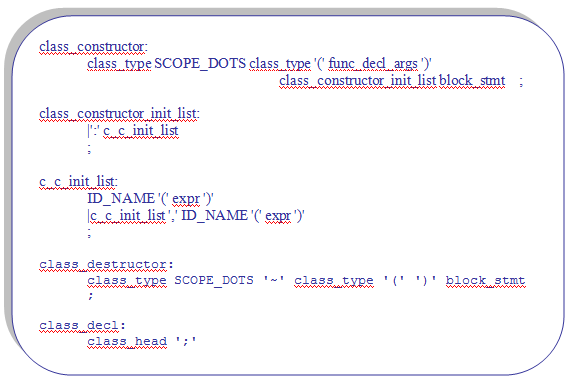 class_constructor:
class_type SCOPE_DOTS class_type '(' func_decl_args ')'
class_constructor_init_list block_stmt ;
class_constructor_init_list:
|':' c_c_init_list
;
c_c_init_list:
ID_NAME '(' expr ')'
|c_c_init_list ',' ID_NAME '(' expr ')'
;
class_destructor:
class_type SCOPE_DOTS '~' class_type '(' ')' block_stmt
;
class_decl:
class_head ';'